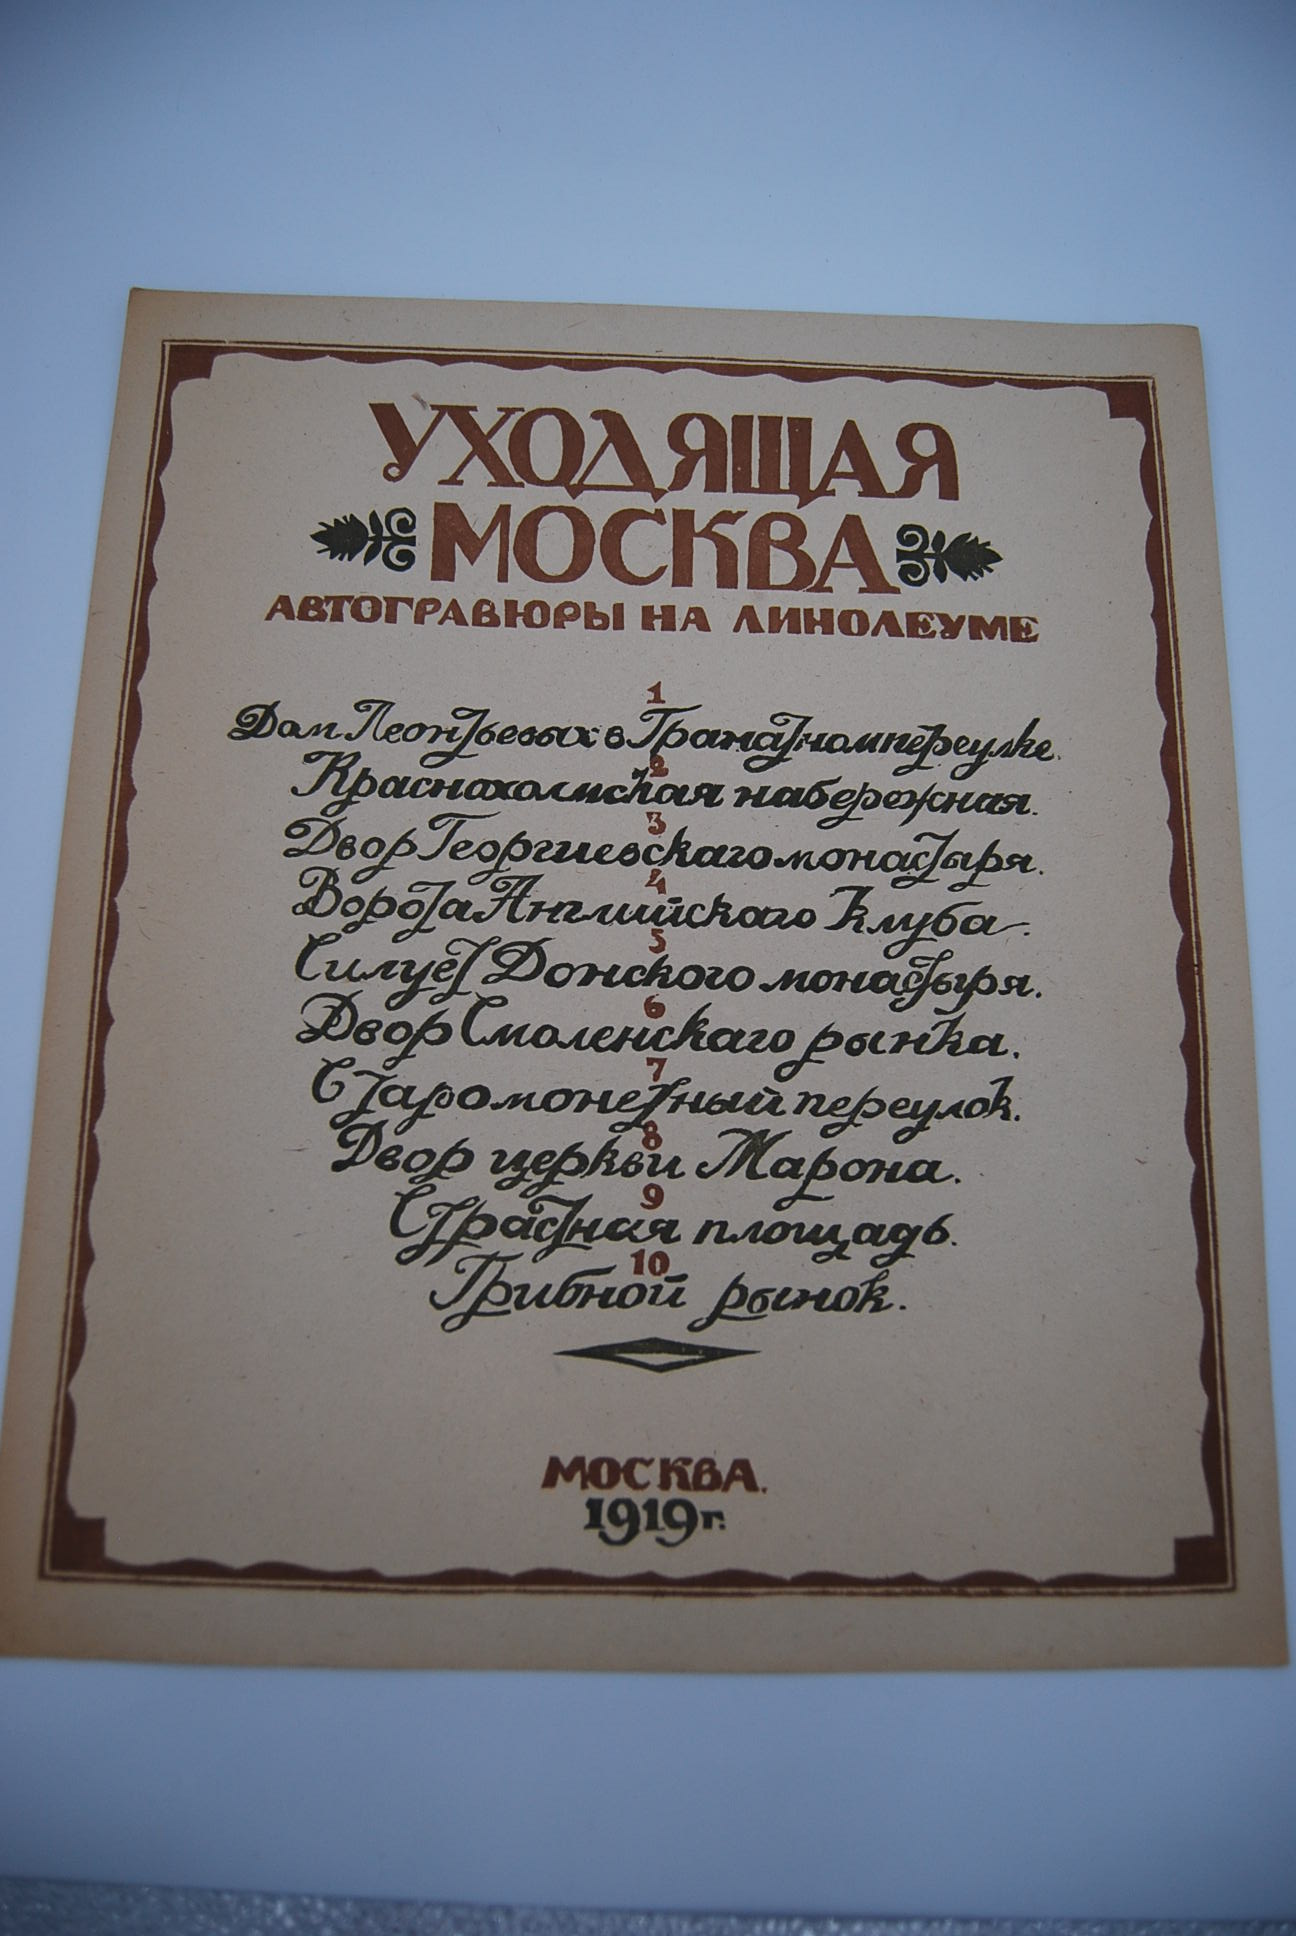 УХОДЯЩАЯ
МОСКВА
АВТОГРАВЮРЫ НА ЛИНОЛЕУМЕ
1
Дом Леонтьевых в Гранатном переулке.
2
Краснохолмская набережная.
3
Двор Георгиевскаго монастыря.
4
Ворота Английскаго Клуба.
5
Силует Донского монастыря.
6
Двор Смоленскаго рынка.
7
Старомонетный переулок.
8
Двор церкви Марона.
9
Страстная площадь.
10
Грибной рынок.
МОСКВА.
1919 г.